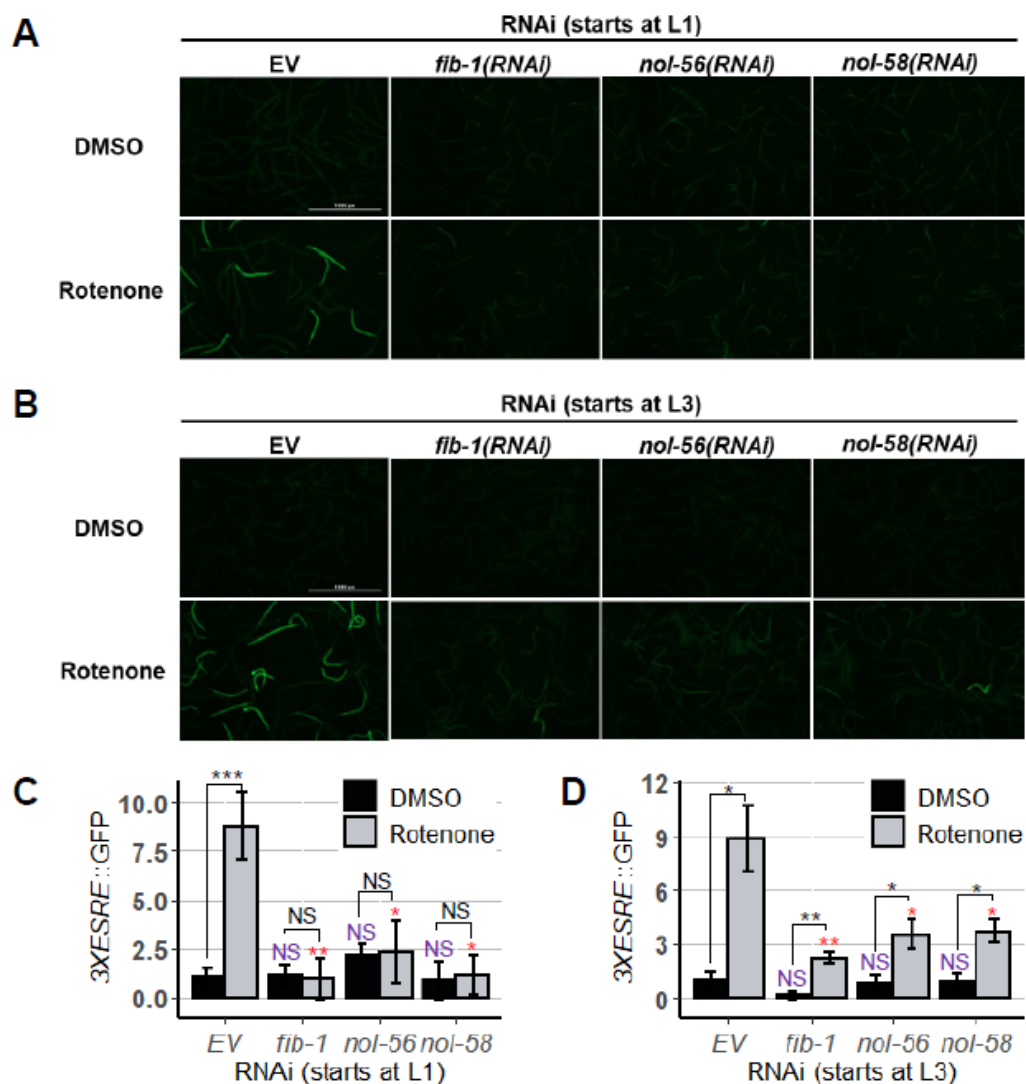 A
RNAi (starts at L1)
EV fib-1(RNAi) nol-56(RNAi) nol-58(RNAi)
DMSO
Rotenone
B
RNAi (starts at L3)
EV fib-1(RNAi) nol-56(RNAi) nol-58(RNAi)
DMSO
Rotenone
C
3XESRE::GFP
10.0
7.5
5.0
2.5
0.0
***
DMSO
Rotenone
NS NS NS
NS ** NS * NS *
EV fib-1 nol-56 nol-58
RNAi (starts at L1)
D
3XESRE::GFP
12
9
6
3
0
*
DMSO
Rotenone
** * *
NS ** NS * NS *
EV fib-1 nol-56 nol-58
RNAi (starts at L3)